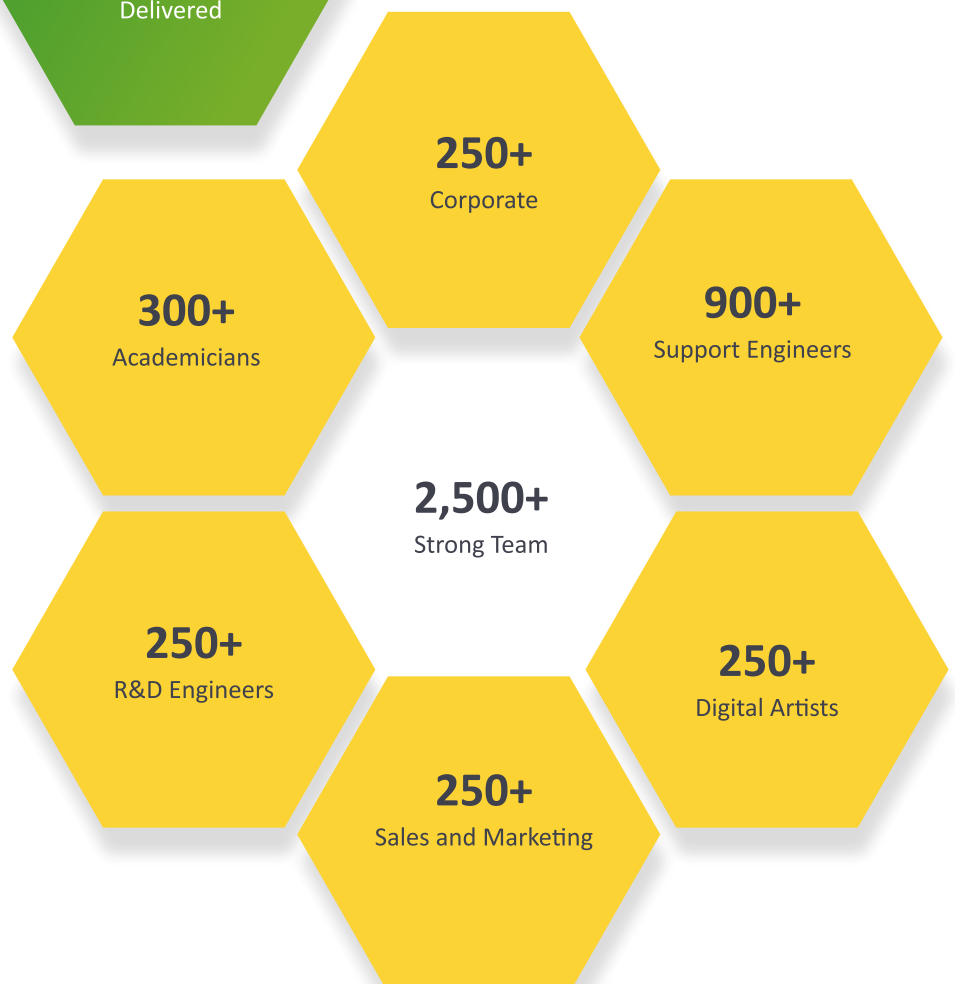 Delivered
250+
Corporate
300+
Academicians
900+
Support Engineers
2,500+
Strong Team
250+
R&D Engineers
250+
Digital Artists
250+
Sales and Marketing